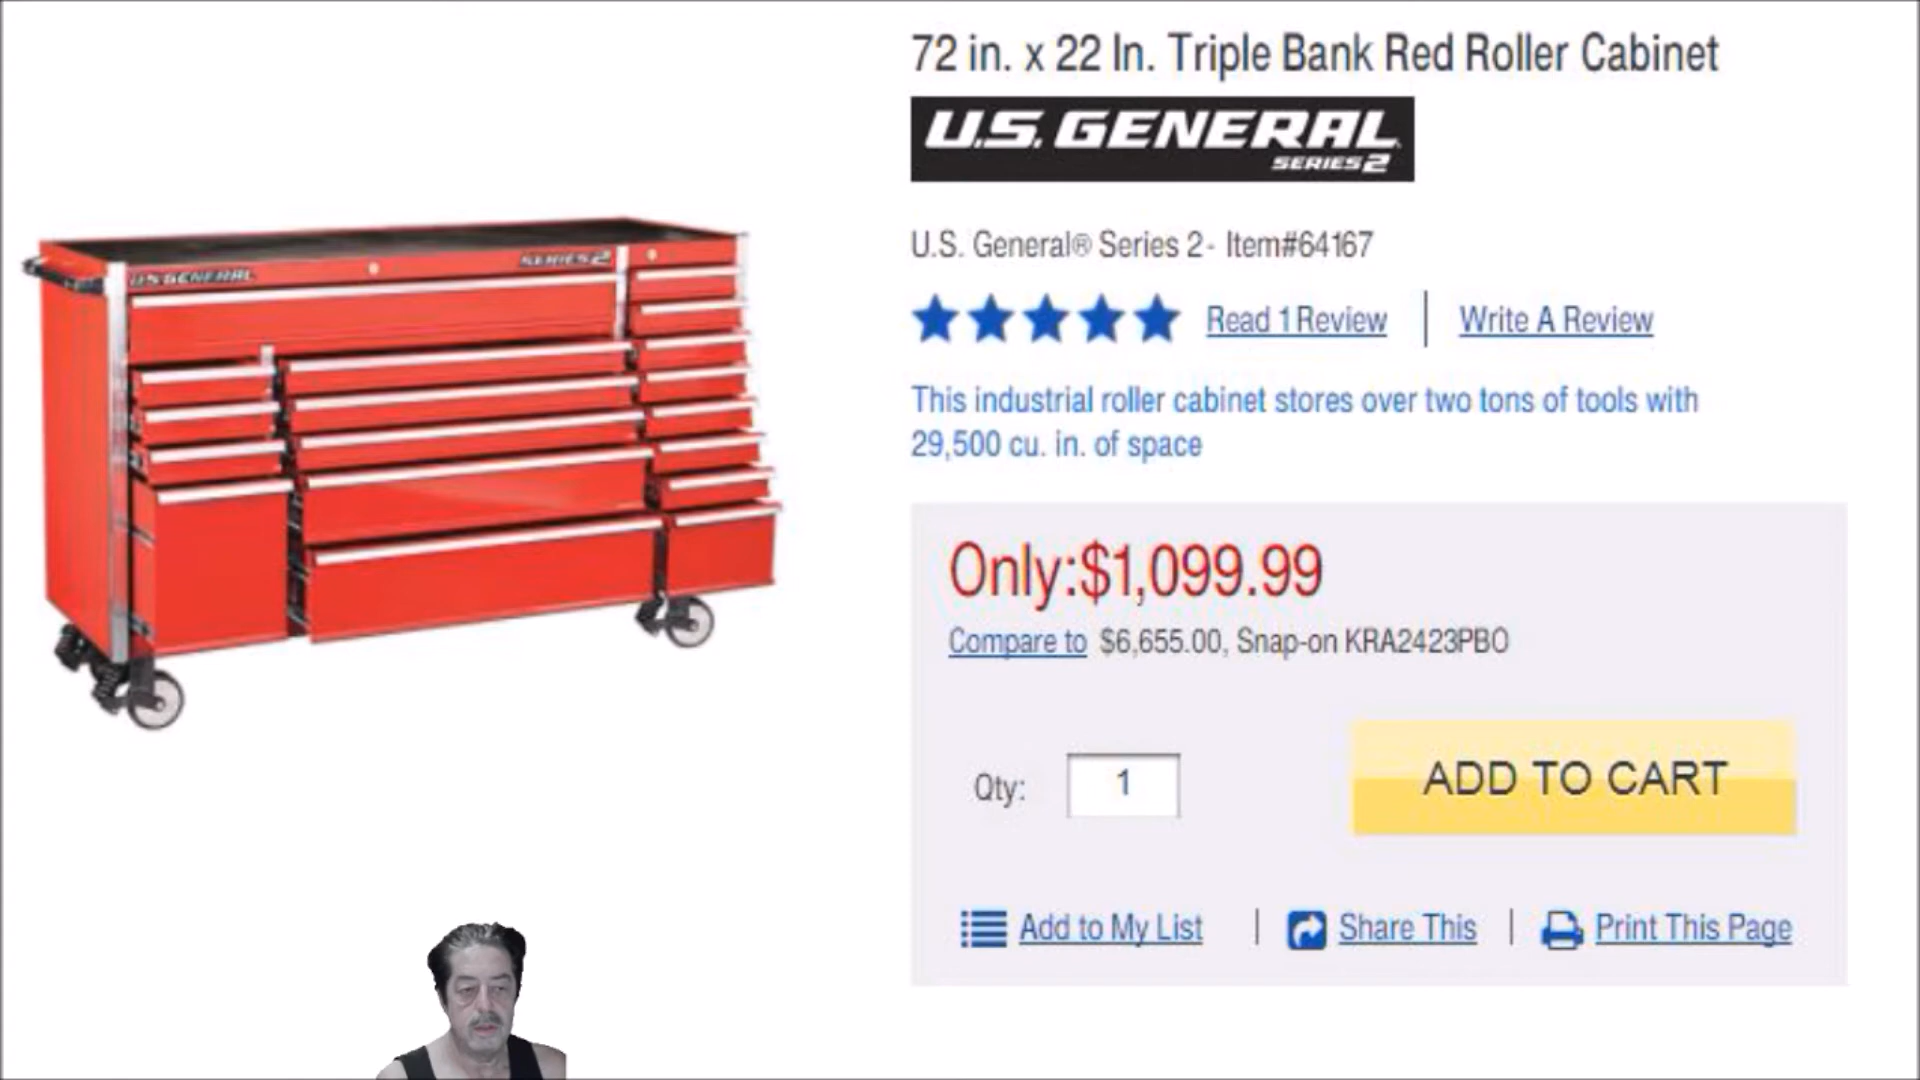 72 in. x 22 In. Triple Bank Red Roller Cabinet
U.S. GENERAL
SERIES 2
U.S. General® Series 2 - Item#64167
Read 1 Review | Write A Review
This industrial roller cabinet stores over two tons of tools with
29,500 cu. in. of space
Only:$1,099.99
Compare to $6,655.00, Snap-on KRA2423PBO
Qty: 1 ADD TO CART
Add to My List | Share This | Print This Page
U.S. GENERAL SERIES 2